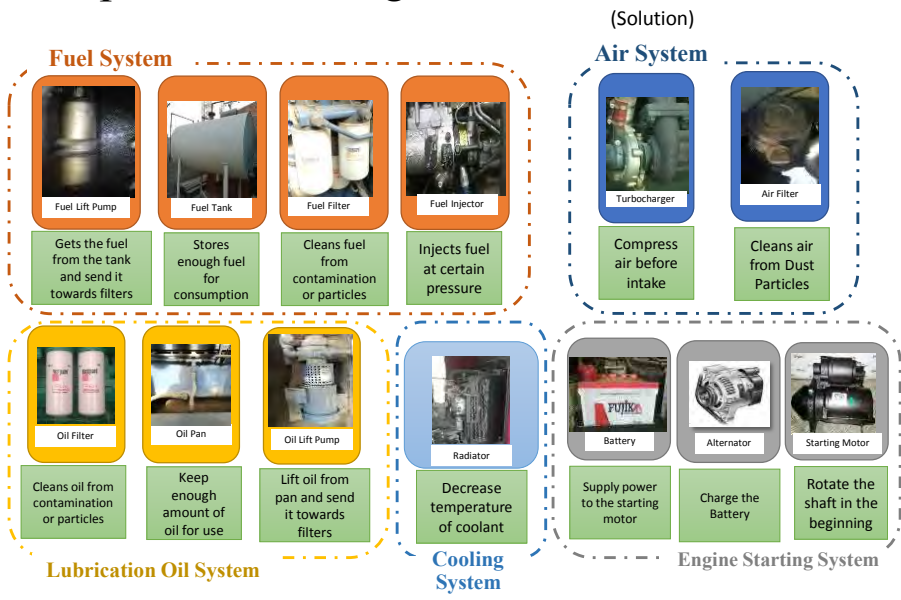 (Solution)
Fuel System
Air System
Fuel Lift Pump
Fuel Tank
Fuel Filter
Fuel Injector
Turbocharger
Air Filter
Gets the fuel
from the tank
and send it
towards filters
Stores
enough fuel
for
consumption
Cleans fuel
from
contamination
or particles
Injects fuel
at certain
pressure
Compress
air before
intake
Cleans air
from Dust
Particles
Oil Filter
Oil Pan
Oil Lift Pump
Radiator
FUJIKA
Battery
Alternator
Starting Motor
Cleans oil from
contamination
or particles
Keep
enough
amount of
oil for use
Lift oil from
pan and send
it towards
filters
Decrease
temperature
of coolant
Supply power
to the starting
motor
Charge the
Battery
Rotate the
shaft in the
beginning
Lubrication Oil System
Cooling
System
Engine Starting System